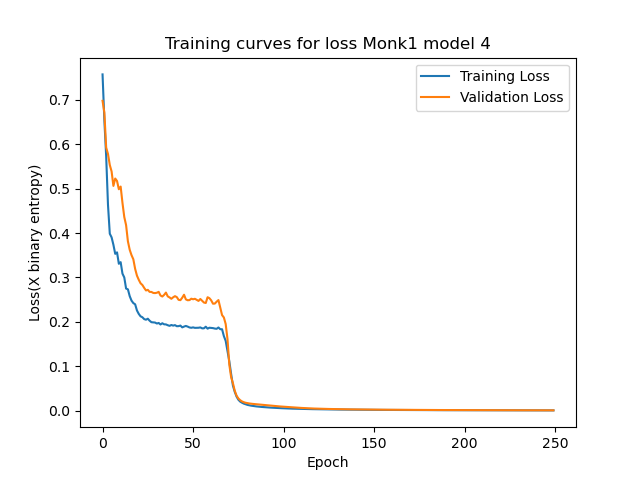 Training curves for loss Monk1 model 4
Training Loss
Validation Loss
Loss(X binary entropy)
0.7
0.6
0.5
0.4
0.3
0.2
0.1
0.0
0 50 100 150 200 250
Epoch